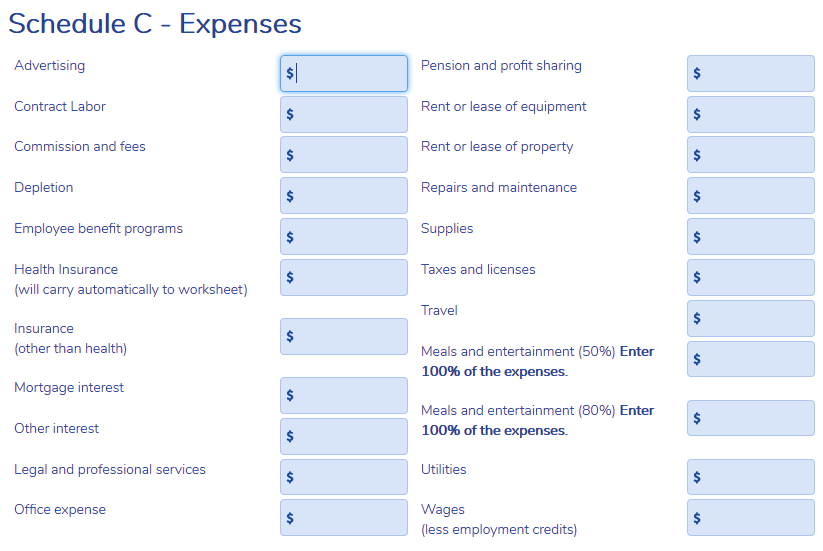 Schedule C - Expenses
Advertising
$
Contract Labor
$
Commission and fees
$
Depletion
$
Employee benefit programs
$
Health Insurance
(will carry automatically to worksheet)
$
Insurance
(other than health)
$
Mortgage interest
$
Other interest
$
Legal and professional services
$
Office expense
$
Pension and profit sharing
$
Rent or lease of equipment
$
Rent or lease of property
$
Repairs and maintenance
$
Supplies
$
Taxes and licenses
$
Travel
$
Meals and entertainment (50%) Enter
100% of the expenses.
$
Meals and entertainment (80%) Enter
100% of the expenses.
$
Utilities
$
Wages
(less employment credits)
$